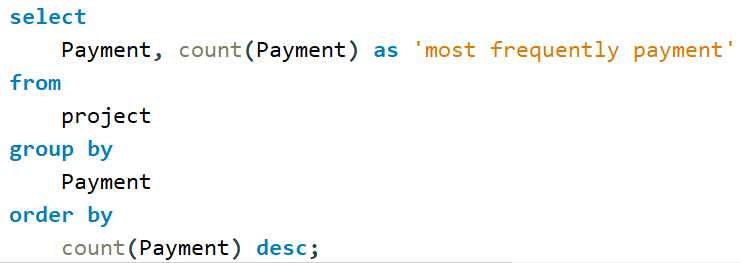 select
Payment, count(Payment) as 'most frequently payment'
from
project
group by
Payment
order by
count(Payment) desc;